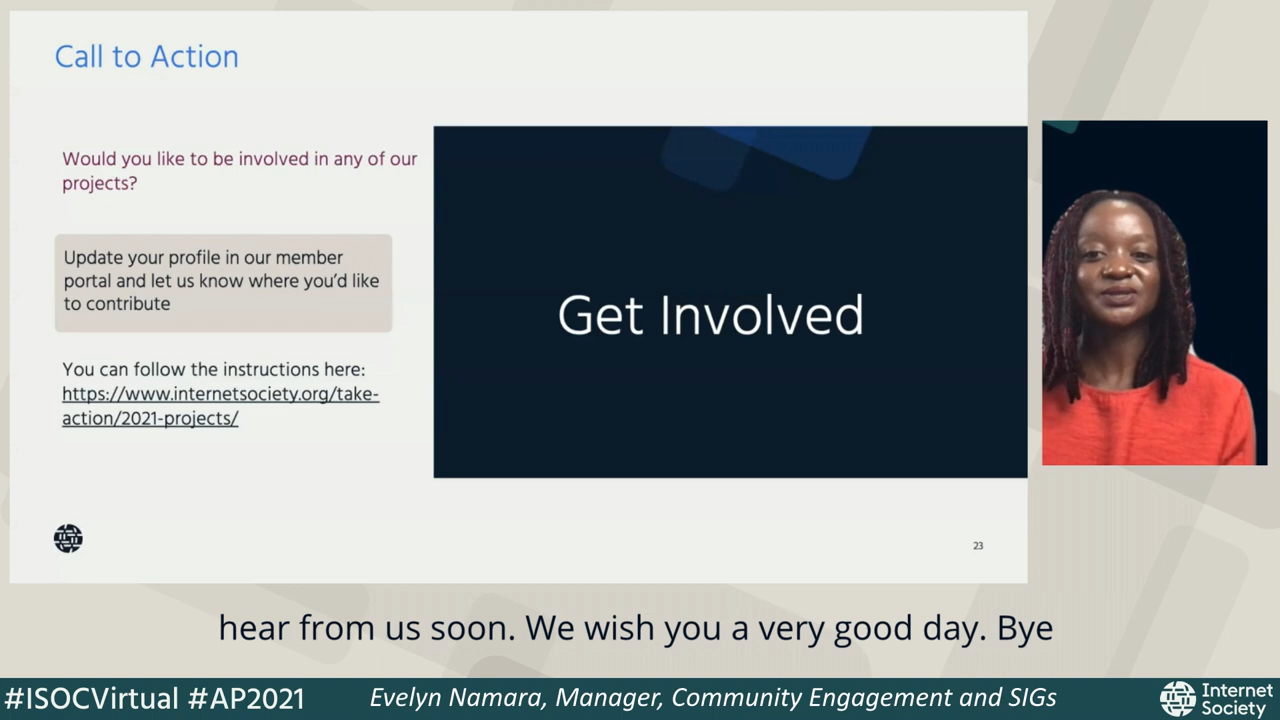 Call to Action
Would you like to be involved in any of our
projects?
Update your profile in our member
portal and let us know where you'd like
to contribute
You can follow the instructions here:
https://www.internetsociety.org/take-
action/2021-projects/
Get Involved
23
hear from us soon. We wish you a very good day. Bye
#ISOCVirtual #AP2021
Evelyn Namara, Manager, Community Engagement and SIGs
Internet
Society